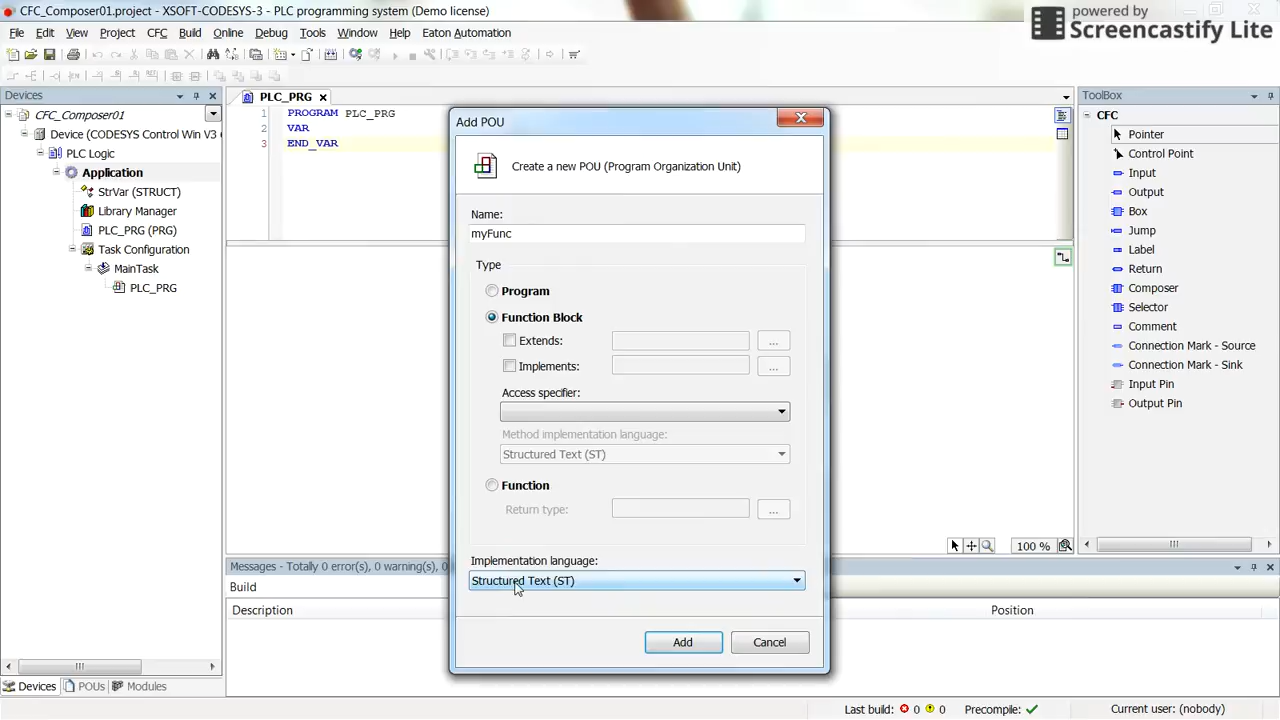 CFC_Composer01.project - XSOFT-CODESYS-3 - PLC programming system (Demo license)
powered by
Screencastify Lite
File Edit View Project CFC Build Online Debug Tools Window Help Eaton Automation
Devices
CFC_Composer01
Device (CODESYS Control Win V3
PLC Logic
Application
StrVar (STRUCT)
Library Manager
PLC_PRG (PRG)
Task Configuration
MainTask
PLC_PRG
Devices POUs Modules
PLC_PRG
1 PROGRAM PLC_PRG
2 VAR
3 END_VAR
Add POU
Create a new POU (Program Organization Unit)
Name:
myFunc
Type
Program
Function Block
Extends:
...
Implements:
...
Access specifier:
Method implementation language:
Structured Text (ST)
Function
Return type:
...
Implementation language:
Structured Text (ST)
Add Cancel
100 %
Messages - Totally 0 error(s), 0 warning(s),
Build
Description Position
ToolBox
CFC
Pointer
Control Point
Input
Output
Box
Jump
Label
Return
Composer
Selector
Comment
Connection Mark - Source
Connection Mark - Sink
Input Pin
Output Pin
Last build: 0 0 Precompile: Current user: (nobody)